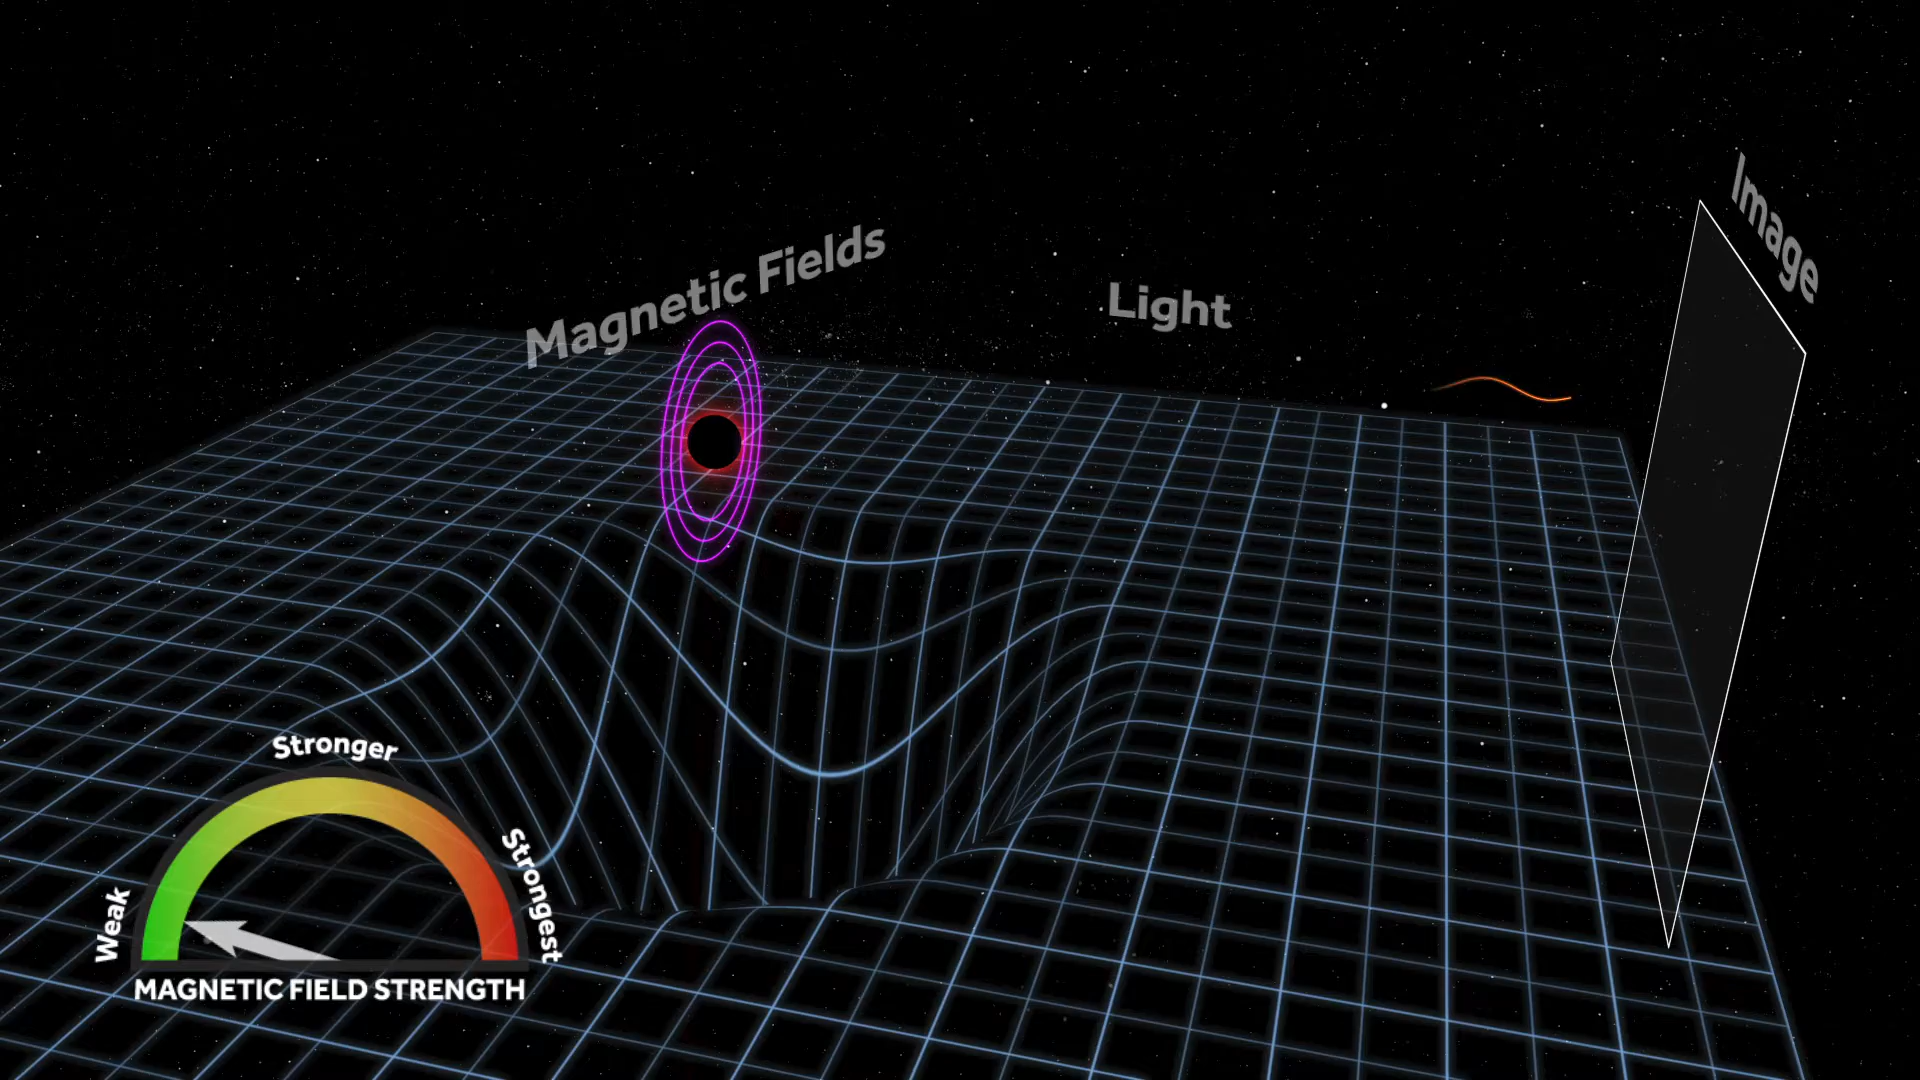 Magnetic Fields
Light
Image
Weak
Stronger
Strongest
MAGNETIC FIELD STRENGTH